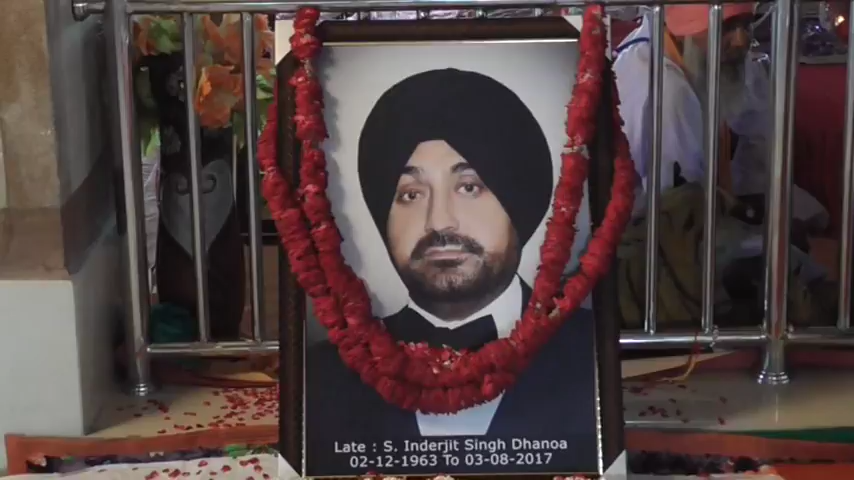 Late : S. Inderjit Singh Dhanoa
02-12-1963 To 03-08-2017